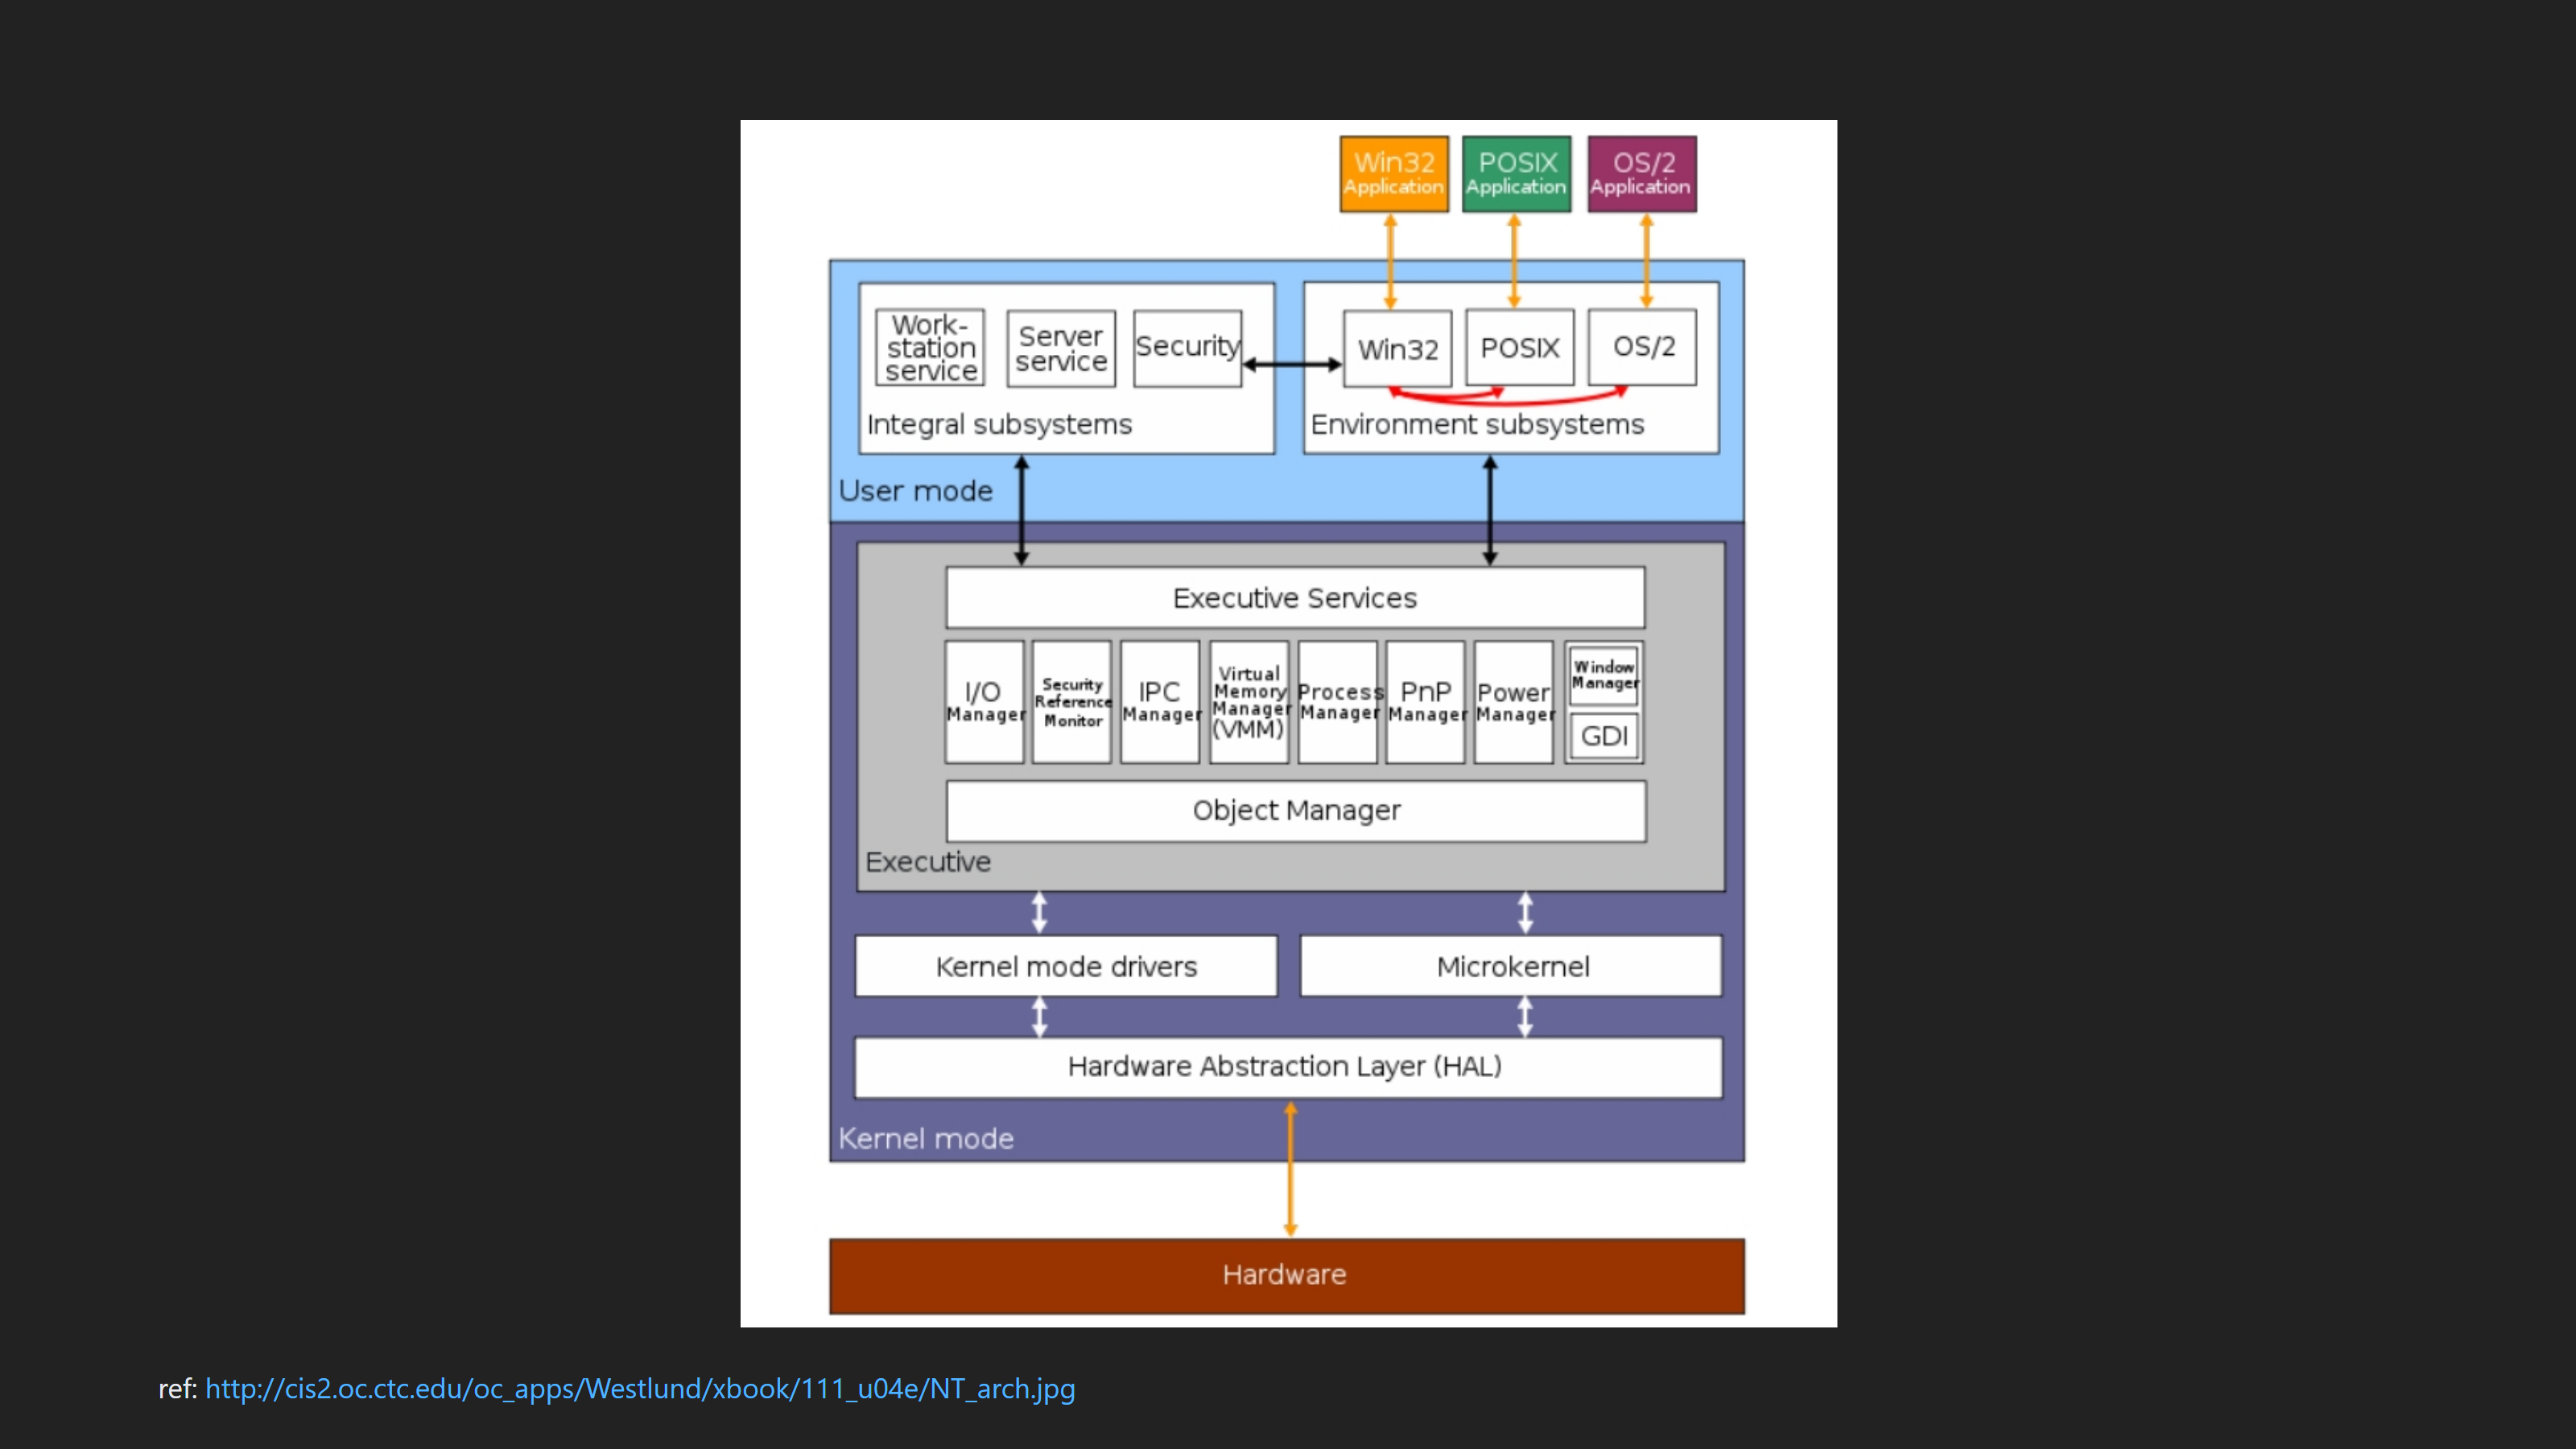 Win32
Application
POSIX
Application
OS/2
Application
Work-
station
service
Server
service
Security
Integral subsystems
Win32
POSIX
OS/2
Environment subsystems
User mode
Executive Services
I/O
Manager
Security
Reference
Monitor
IPC
Manager
Virtual
Memory
Manager
(VMM)
Process
Manager
PnP
Manager
Power
Manager
Window
Manager
GDI
Object Manager
Executive
Kernel mode drivers
Microkernel
Hardware Abstraction Layer (HAL)
Kernel mode
Hardware
ref: http://cis2.oc.ctc.edu/oc_apps/Westlund/xbook/111_u04e/NT_arch.jpg